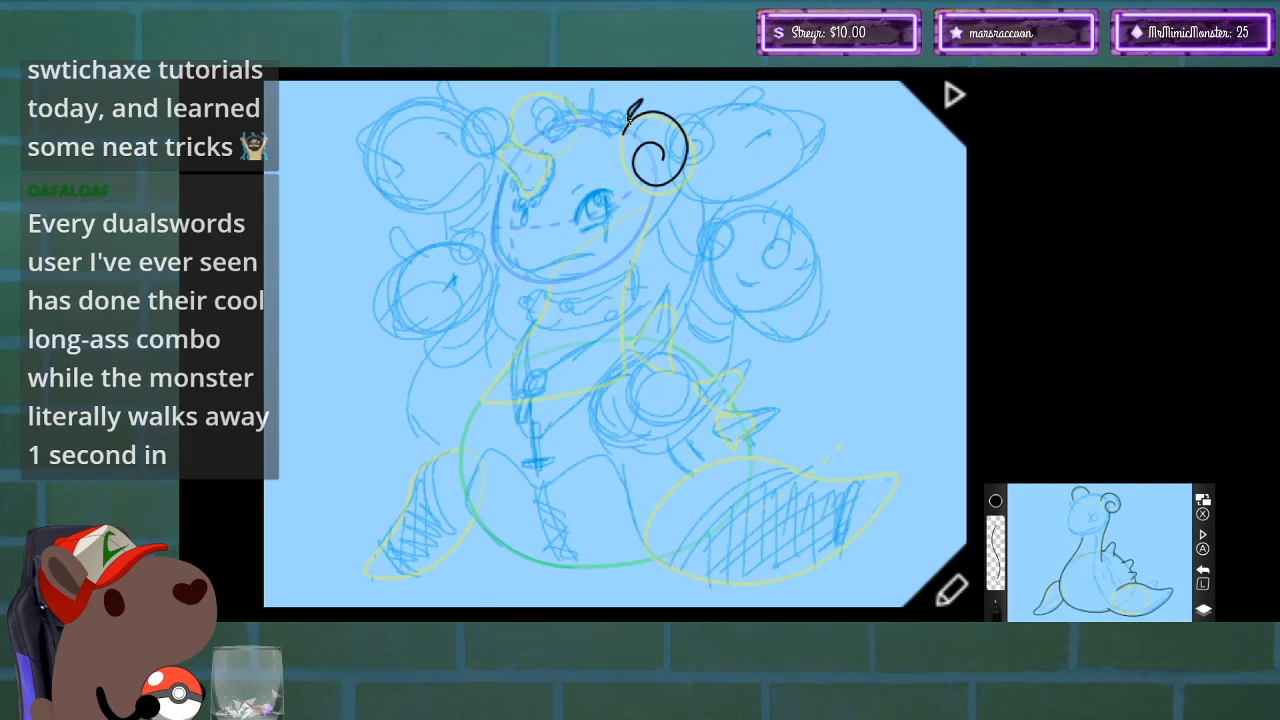 Streyr: $10.00
marsraccoon
MrMimicMonster: 25
swtichaxe tutorials
today, and learned
some neat tricks
OAFALOAF
Every dualswords
user I've ever seen
has done their cool
long-ass combo
while the monster
literally walks away
1 second in
X
A
L